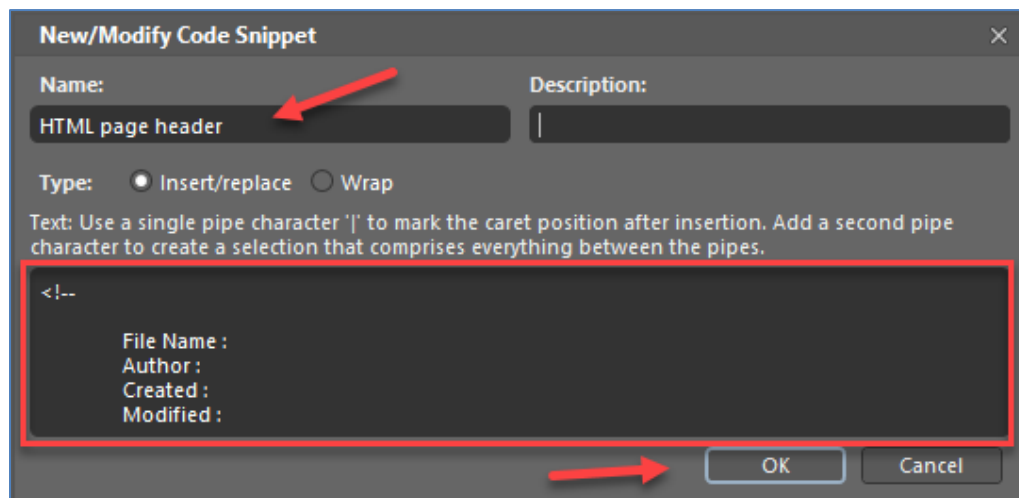 New/Modify Code Snippet
Name:
Description:
HTML page header
Type: Insert/replace Wrap
Text: Use a single pipe character '|' to mark the caret position after insertion. Add a second pipe
character to create a selection that comprises everything between the pipes.
<!--
File Name :
Author :
Created :
Modified :
OK
Cancel